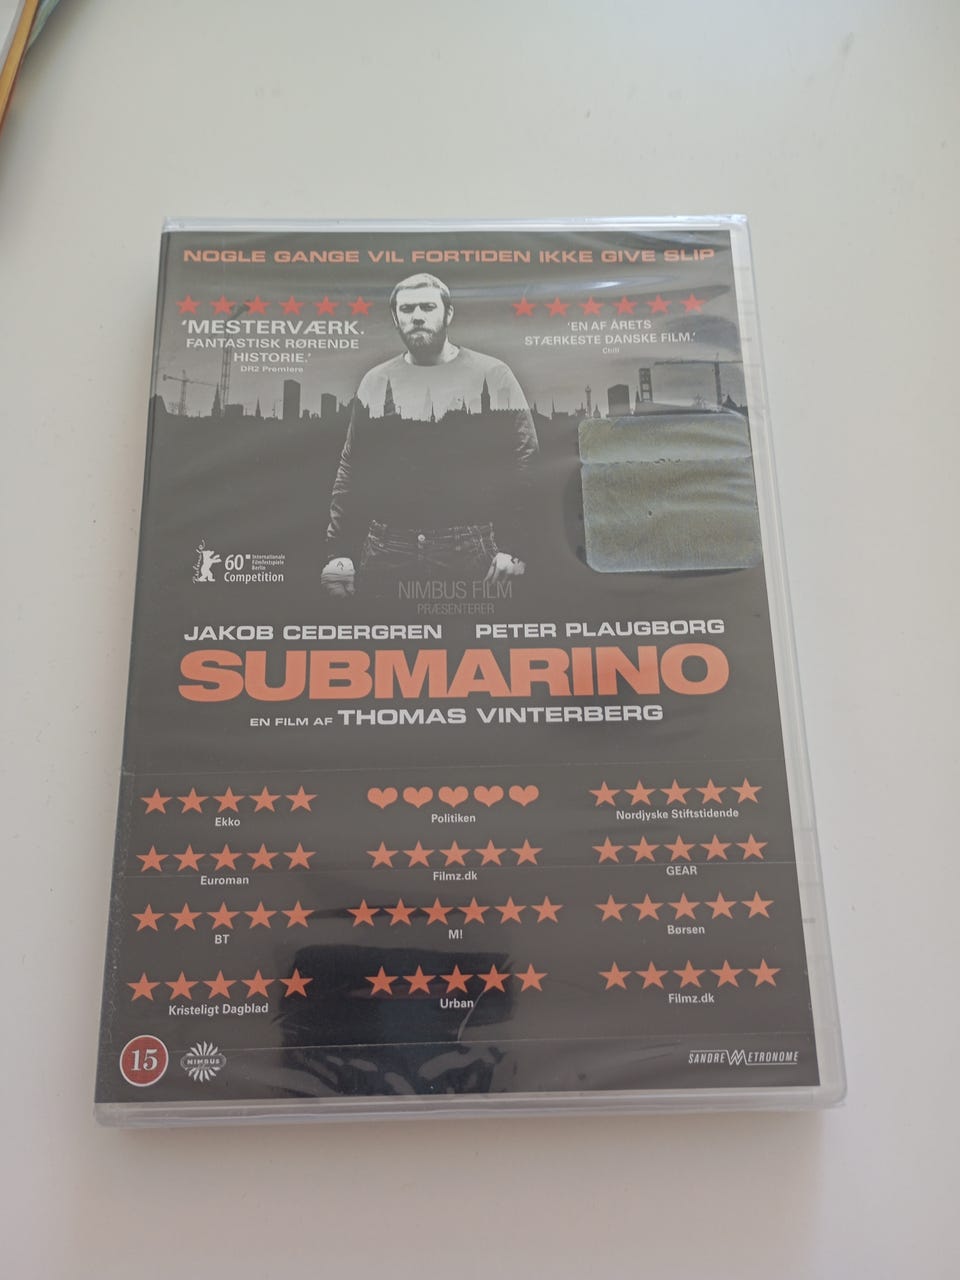 NOGLE GANGE VIL FORTIDEN IKKE GIVE SLIP
'MESTERVÆRK.
FANTASTISK RØRENDE
HISTORIE.'
DR2 Premiere
'EN AF ÅRETS
STÆRKESTE DANSKE FILM.'
Chili
Berlinale
60
Internationale
Filmfestspiele
Berlin
Competition
NIMBUS FILM
PRÆSENTERER
JAKOB CEDERGREN PETER PLAUGBORG
SUBMARINO
EN FILM AF THOMAS VINTERBERG
Ekko
Politiken
Nordjyske Stiftstidende
Euroman
Filmz.dk
GEAR
BT
M!
Børsen
Kristeligt Dagblad
Urban
Filmz.dk
15
NIMBUS
SANDREW METRONOME